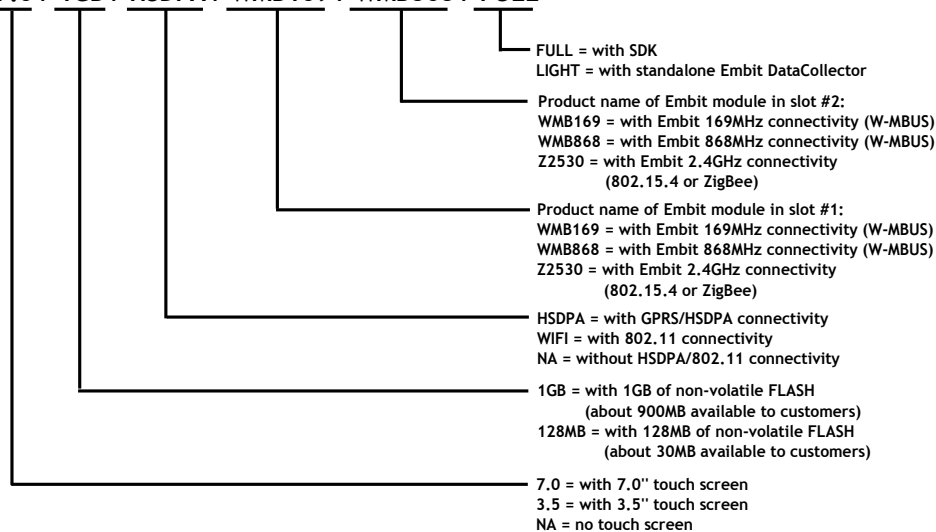 FULL = with SDK
LIGHT = with standalone Embit DataCollector
Product name of Embit module in slot #2:
WMB169 = with Embit 169MHz connectivity (W-MBUS)
WMB868 = with Embit 868MHz connectivity (W-MBUS)
Z2530 = with Embit 2.4GHz connectivity
(802.15.4 or ZigBee)
Product name of Embit module in slot #1:
WMB169 = with Embit 169MHz connectivity (W-MBUS)
WMB868 = with Embit 868MHz connectivity (W-MBUS)
Z2530 = with Embit 2.4GHz connectivity
(802.15.4 or ZigBee)
HSDPA = with GPRS/HSDPA connectivity
WIFI = with 802.11 connectivity
NA = without HSDPA/802.11 connectivity
1GB = with 1GB of non-volatile FLASH
(about 900MB available to customers)
128MB = with 128MB of non-volatile FLASH
(about 30MB available to customers)
7.0 = with 7.0" touch screen
3.5 = with 3.5" touch screen
NA = no touch screen